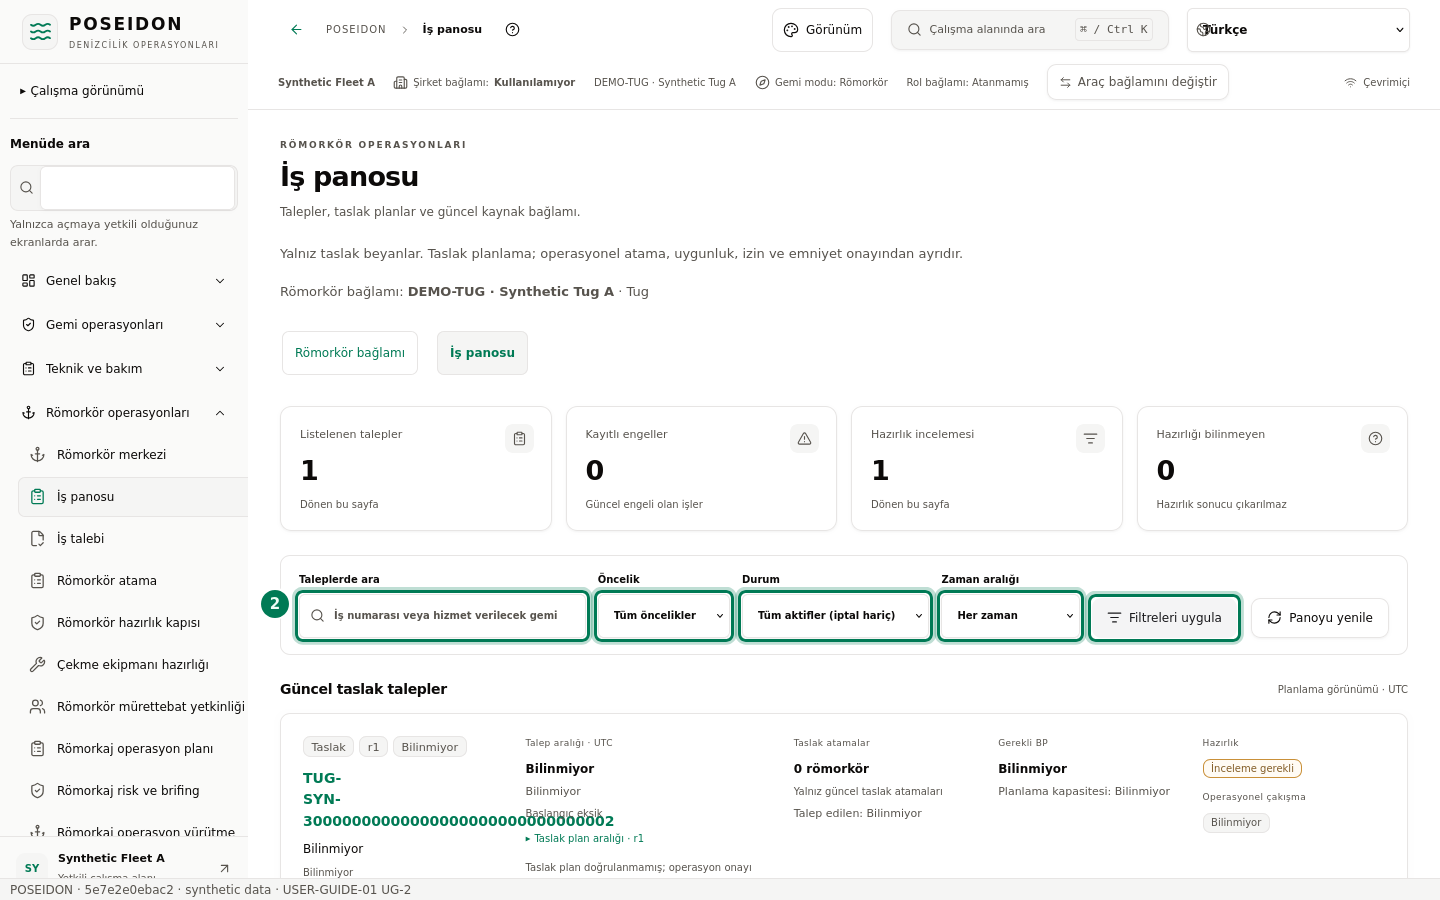 POSEIDON
DENİZCİLİK OPERASYONLARI
▸ Çalışma görünümü
Menüde ara
Yalnızca açmaya yetkili olduğunuz
ekranlarda arar.
Genel bakış
Gemi operasyonları
Teknik ve bakım
Römorkör operasyonları
Römorkör merkezi
İş panosu
İş talebi
Römorkör atama
Römorkör hazırlık kapısı
Çekme ekipmanı hazırlığı
Römorkör mürettebat yetkinliği
Römorkaj operasyon planı
Römorkaj risk ve brifing
Römorkaj operasyon yürütme
SY
Synthetic Fleet A
Yetkili çalışma alanı
POSEIDON
İş panosu
Görünüm
Çalışma alanında ara
⌘ / Ctrl K
Türkçe
Synthetic Fleet A
Şirket bağlamı: Kullanılamıyor
DEMO-TUG · Synthetic Tug A
Gemi modu: Römorkör
Rol bağlamı: Atanmamış
Araç bağlamını değiştir
Çevrimiçi
RÖMORKÖR OPERASYONLARI
İş panosu
Talepler, taslak planlar ve güncel kaynak bağlamı.
Yalnız taslak beyanlar. Taslak planlama; operasyonel atama, uygunluk, izin ve emniyet onayından ayrıdır.
Römorkör bağlamı: DEMO-TUG · Synthetic Tug A · Tug
Römorkör bağlamı
İş panosu
Listelenen talepler
1
Dönen bu sayfa
Kayıtlı engeller
0
Güncel engeli olan işler
Hazırlık incelemesi
1
Dönen bu sayfa
Hazırlığı bilinmeyen
0
Hazırlık sonucu çıkarılmaz
2
Taleplerde ara
İş numarası veya hizmet verilecek gemi
Öncelik
Tüm öncelikler
Durum
Tüm aktifler (iptal hariç)
Zaman aralığı
Her zaman
Filtreleri uygula
Panoyu yenile
Güncel taslak talepler
Planlama görünümü · UTC
Taslak
r1
Bilinmiyor
TUG-
SYN-
30000000000000000000000000000002
Bilinmiyor
Bilinmiyor
Talep aralığı · UTC
Bilinmiyor
Bilinmiyor
Başlangıç eksik
▸ Taslak plan aralığı · r1
Taslak plan doğrulanmamış; operasyon onayı
Taslak atamalar
0 römorkör
Yalnız güncel taslak atamaları
Talep edilen: Bilinmiyor
Gerekli BP
Bilinmiyor
Planlama kapasitesi: Bilinmiyor
Hazırlık
İnceleme gerekli
Operasyonel çakışma
Bilinmiyor
POSEIDON · 5e7e2e0ebac2 · synthetic data · USER-GUIDE-01 UG-2